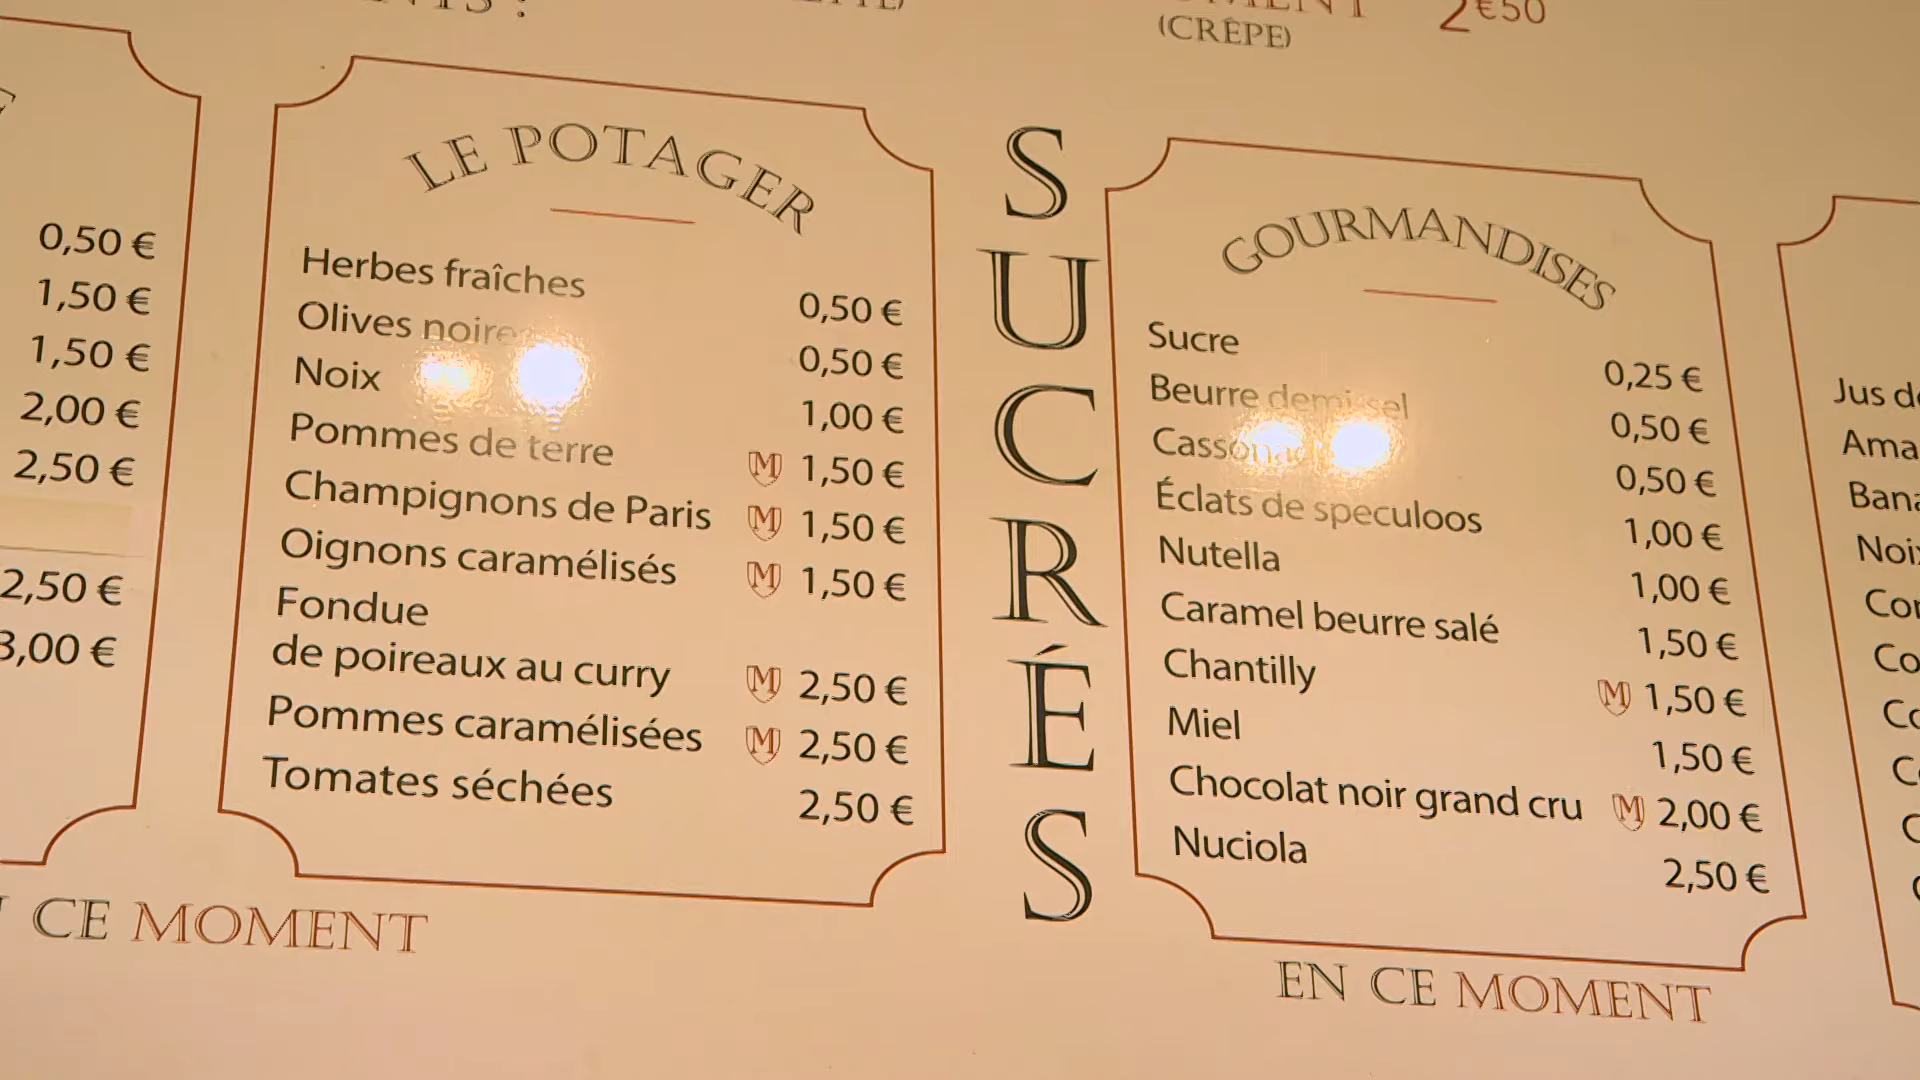 (CRÊPE)
2€50
LE POTAGER
Herbes fraîches 0,50 €
Olives noires 0,50 €
Noix 1,00 €
Pommes de terre M 1,50 €
Champignons de Paris M 1,50 €
Oignons caramélisés M 1,50 €
Fondue
de poireaux au curry M 2,50 €
Pommes caramélisées M 2,50 €
Tomates séchées 2,50 €
0,50 €
1,50 €
1,50 €
2,00 €
2,50 €
2,50 €
3,00 €
CE MOMENT
SUCRÉS
GOURMANDISES
Sucre 0,25 €
Beurre demi-sel 0,50 €
0,50 €
Éclats de speculoos 1,00 €
Nutella 1,00 €
Caramel beurre salé 1,50 €
Chantilly M 1,50 €
Miel 1,50 €
Chocolat noir grand cru M 2,00 €
Nuciola 2,50 €
EN CE MOMENT
Jus